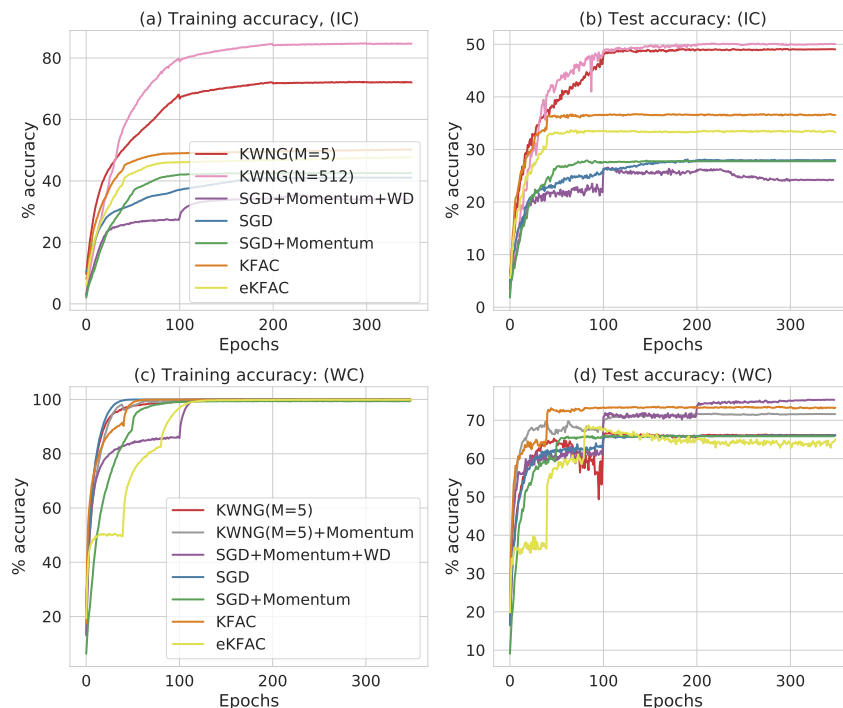 (a) Training accuracy, (IC)
% accuracy
80
60
40
20
0
KWNG(M=5)
KWNG(N=512)
SGD+Momentum+WD
SGD
SGD+Momentum
KFAC
eKFAC
0 100 200 300
Epochs
(b) Test accuracy: (IC)
% accuracy
50
40
30
20
10
0
0 100 200 300
Epochs
(c) Training accuracy: (WC)
% accuracy
100
80
60
40
20
KWNG(M=5)
KWNG(M=5)+Momentum
SGD+Momentum+WD
SGD
SGD+Momentum
KFAC
eKFAC
0 100 200 300
Epochs
(d) Test accuracy: (WC)
% accuracy
70
60
50
40
30
20
10
0 100 200 300
Epochs